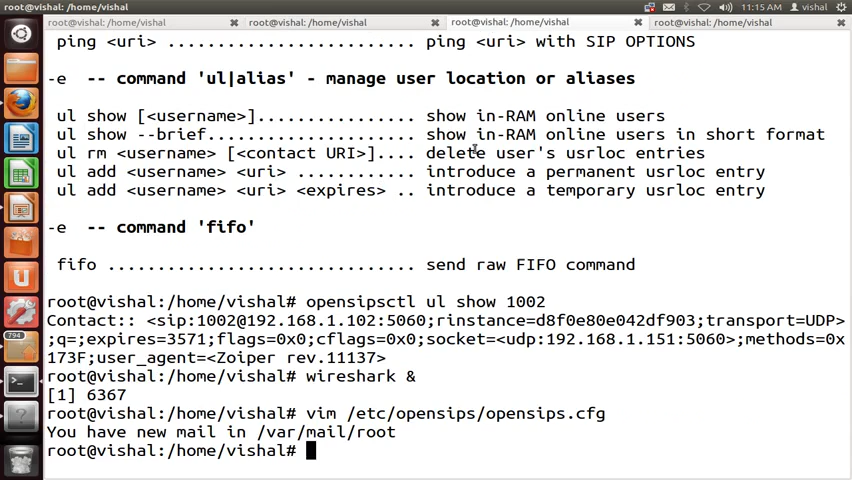 11:15 AM vishal
root@vishal: /home/vishal root@vishal: /home/vishal root@vishal: /home/vishal root@vishal: /home/vishal
ping <uri> ........................... ping <uri> with SIP OPTIONS
-e -- command 'ul|alias' - manage user location or aliases
ul show [<username>]................. show in-RAM online users
ul show --brief....................... show in-RAM online users in short format
ul rm <username> [<contact URI>].... delete user's usrloc entries
ul add <username> <uri> ............. introduce a permanent usrloc entry
ul add <username> <uri> <expires> .. introduce a temporary usrloc entry
-e -- command 'fifo'
fifo ................................. send raw FIFO command
root@vishal:/home/vishal# opensipsctl ul show 1002
Contact:: <sip:1002@192.168.1.102:5060;rinstance=d8f0e80e042df903;transport=UDP>
;q=;expires=3571;flags=0x0;cflags=0x0;socket=<udp:192.168.1.151:5060>;methods=0x
173F;user_agent=<Zoiper rev.11137>
root@vishal:/home/vishal# wireshark &
[1] 6367
root@vishal:/home/vishal# vim /etc/opensips/opensips.cfg
You have new mail in /var/mail/root
root@vishal:/home/vishal#
794